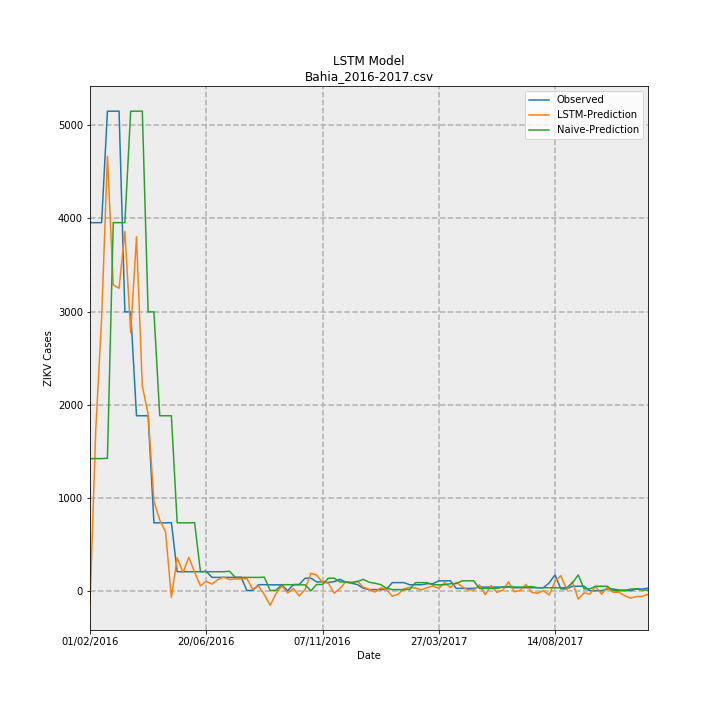 LSTM Model
Bahia_2016-2017.csv
Observed
LSTM-Prediction
Naive-Prediction
ZIKV Cases
5000
4000
3000
2000
1000
0
01/02/2016
20/06/2016
07/11/2016
27/03/2017
14/08/2017
Date